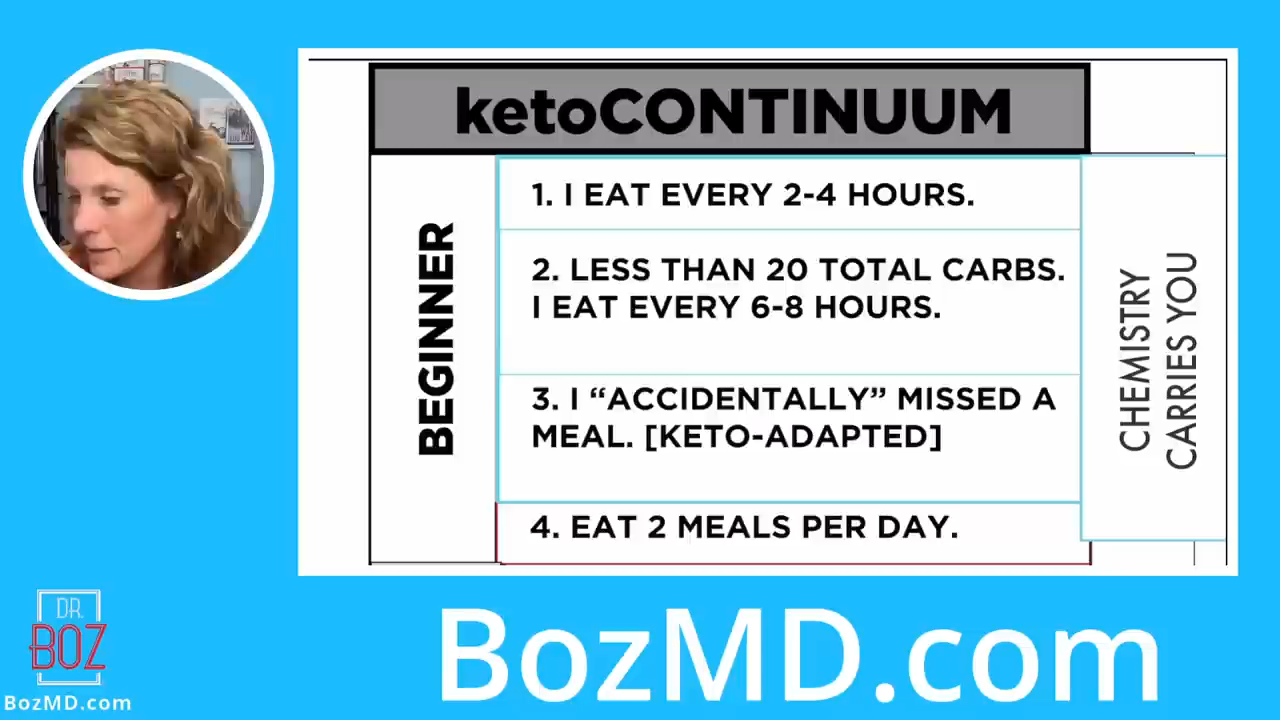 ketoCONTINUUM
BEGINNER
1. I EAT EVERY 2-4 HOURS.
2. LESS THAN 20 TOTAL CARBS.
I EAT EVERY 6-8 HOURS.
3. I “ACCIDENTALLY” MISSED A
MEAL. [KETO-ADAPTED]
4. EAT 2 MEALS PER DAY.
CHEMISTRY
CARRIES YOU
DR.
BOZ
BozMD.com
BozMD.com